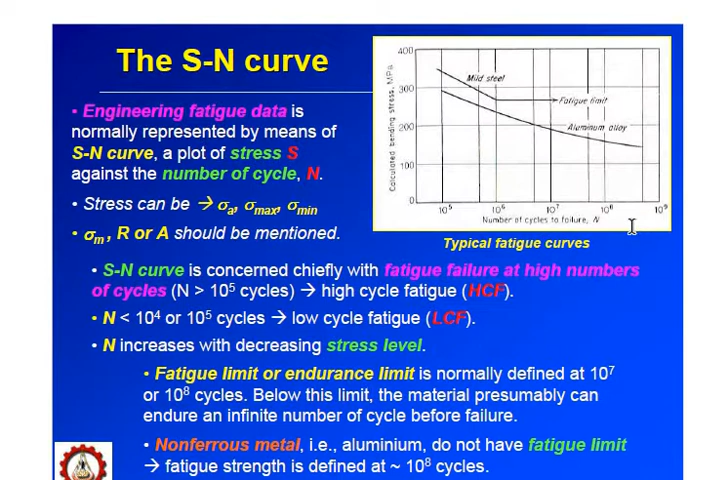 The S-N curve
• Engineering fatigue data is
normally represented by means of
S-N curve, a plot of stress S
against the number of cycle, N.
• Stress can be → σa, σmax, σmin
• σm, R or A should be mentioned.
400
300
200
100
0
Calculated bending stress, MPa
Mild steel
Fatigue limit
Aluminum alloy
10⁵ 10⁶ 10⁷ 10⁸ 10⁹
Number of cycles to failure, N
Typical fatigue curves
• S-N curve is concerned chiefly with fatigue failure at high numbers
of cycles (N > 10⁵ cycles) → high cycle fatigue (HCF).
• N < 10⁴ or 10⁵ cycles → low cycle fatigue (LCF).
• N increases with decreasing stress level.
• Fatigue limit or endurance limit is normally defined at 10⁷
or 10⁸ cycles. Below this limit, the material presumably can
endure an infinite number of cycle before failure.
• Nonferrous metal, i.e., aluminium, do not have fatigue limit
→ fatigue strength is defined at ~ 10⁸ cycles.